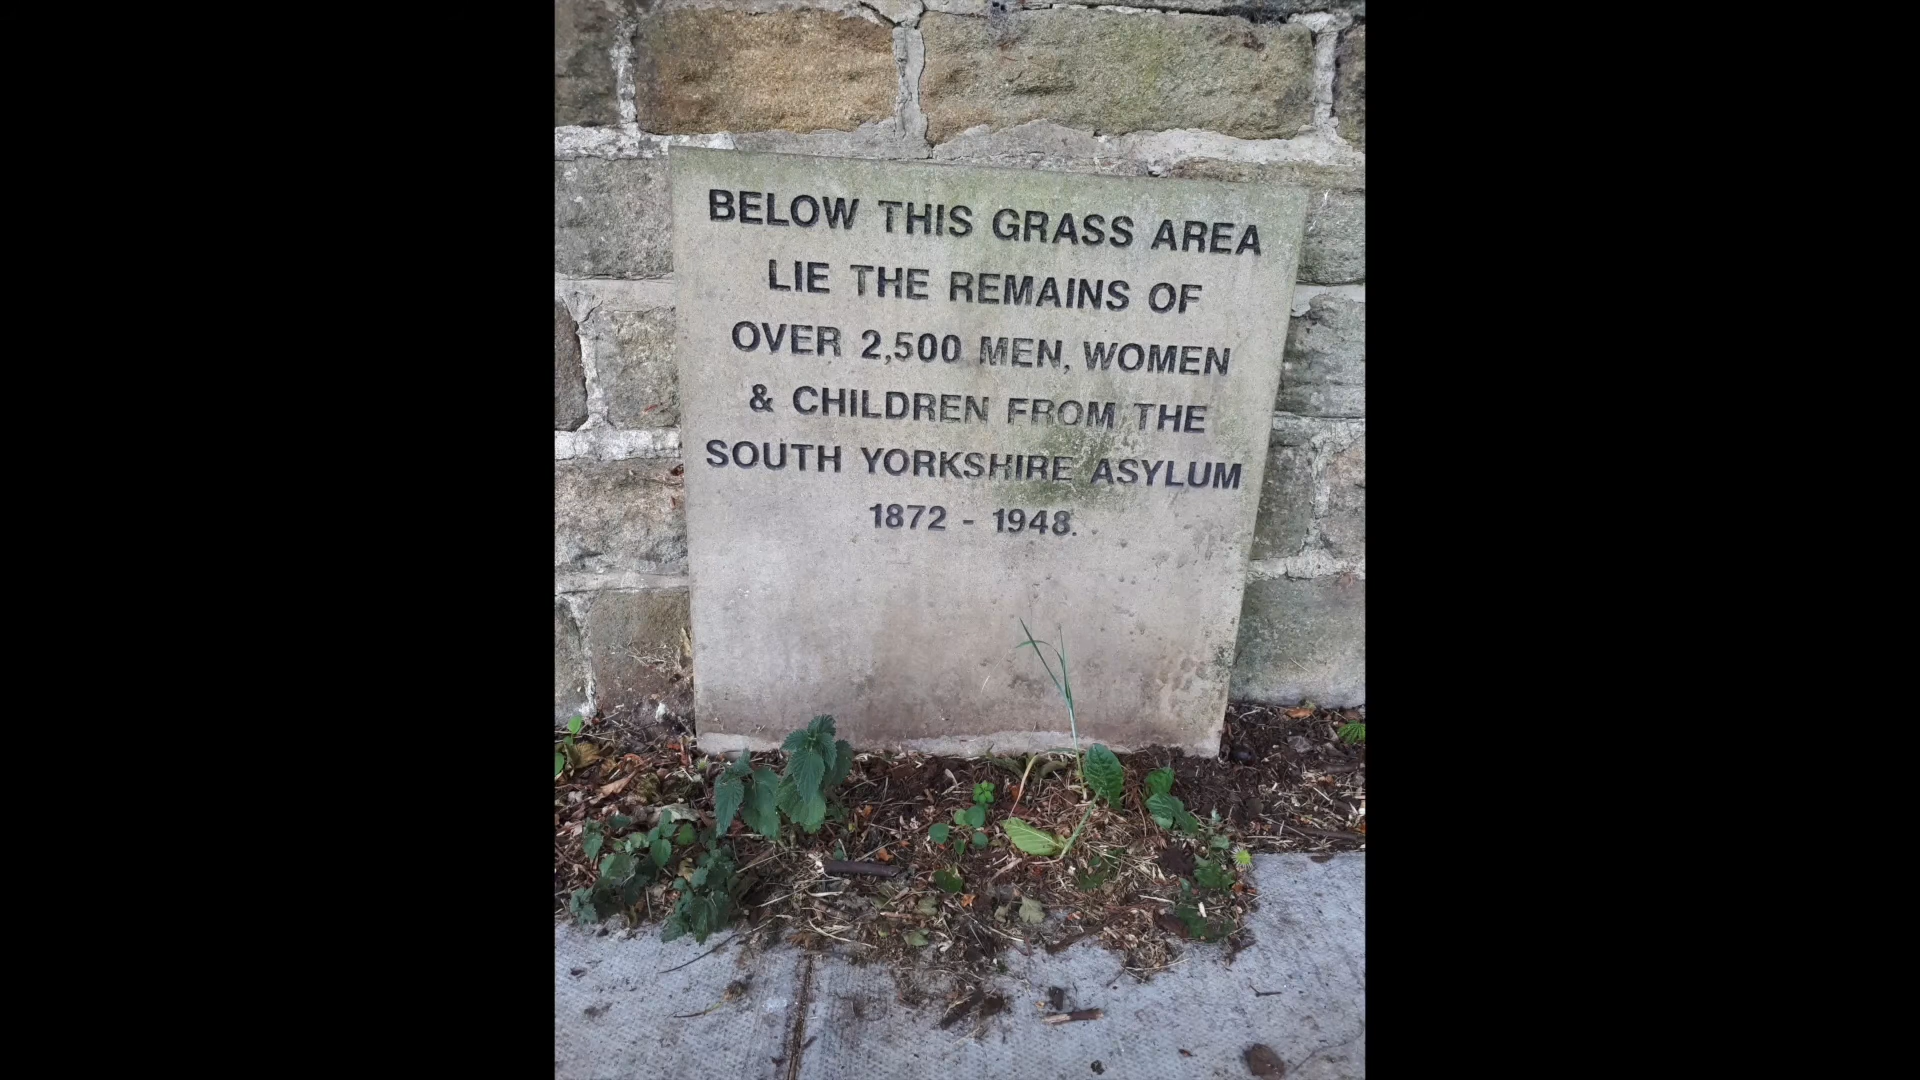 BELOW THIS GRASS AREA
LIE THE REMAINS OF
OVER 2,500 MEN, WOMEN
& CHILDREN FROM THE
SOUTH YORKSHIRE ASYLUM
1872 - 1948.